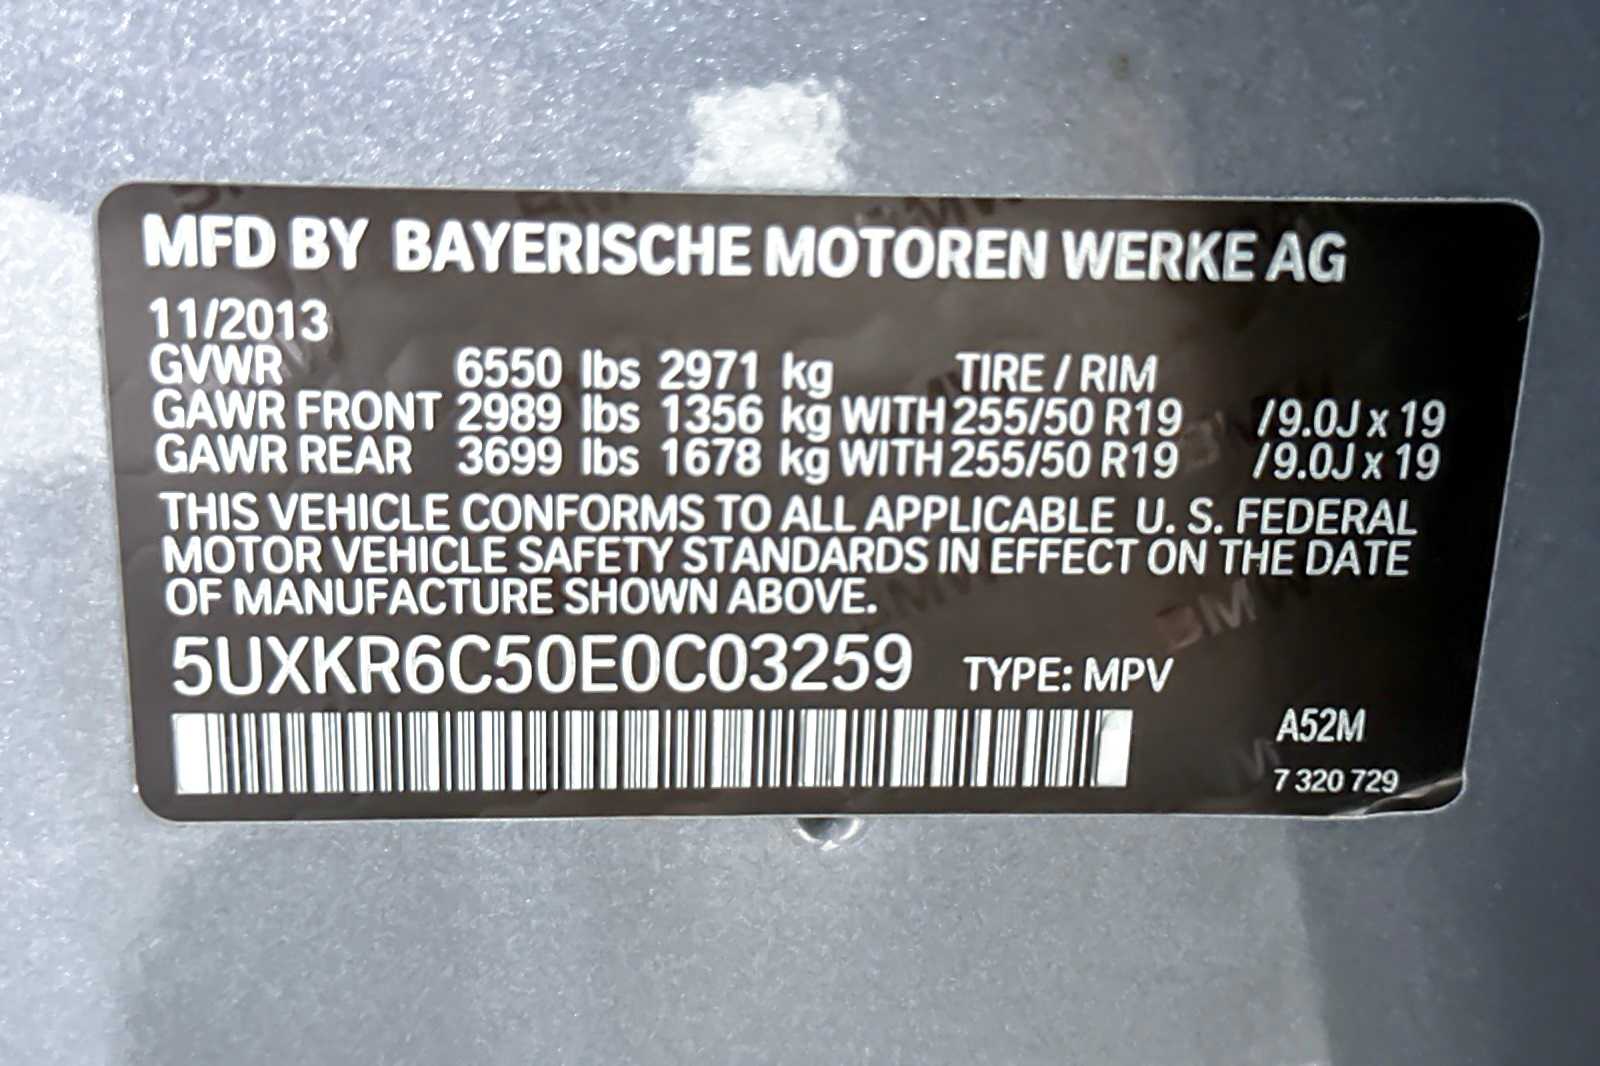 MFD BY BAYERISCHE MOTOREN WERKE AG
11/2013
GVWR 6550 lbs 2971 kg TIRE / RIM
GAWR FRONT 2989 lbs 1356 kg WITH 255/50 R19 /9.0J x 19
GAWR REAR 3699 lbs 1678 kg WITH 255/50 R19 /9.0J x 19
THIS VEHICLE CONFORMS TO ALL APPLICABLE U. S. FEDERAL
MOTOR VEHICLE SAFETY STANDARDS IN EFFECT ON THE DATE
OF MANUFACTURE SHOWN ABOVE.
5UXKR6C50E0C03259 TYPE: MPV
A52M
7 320 729